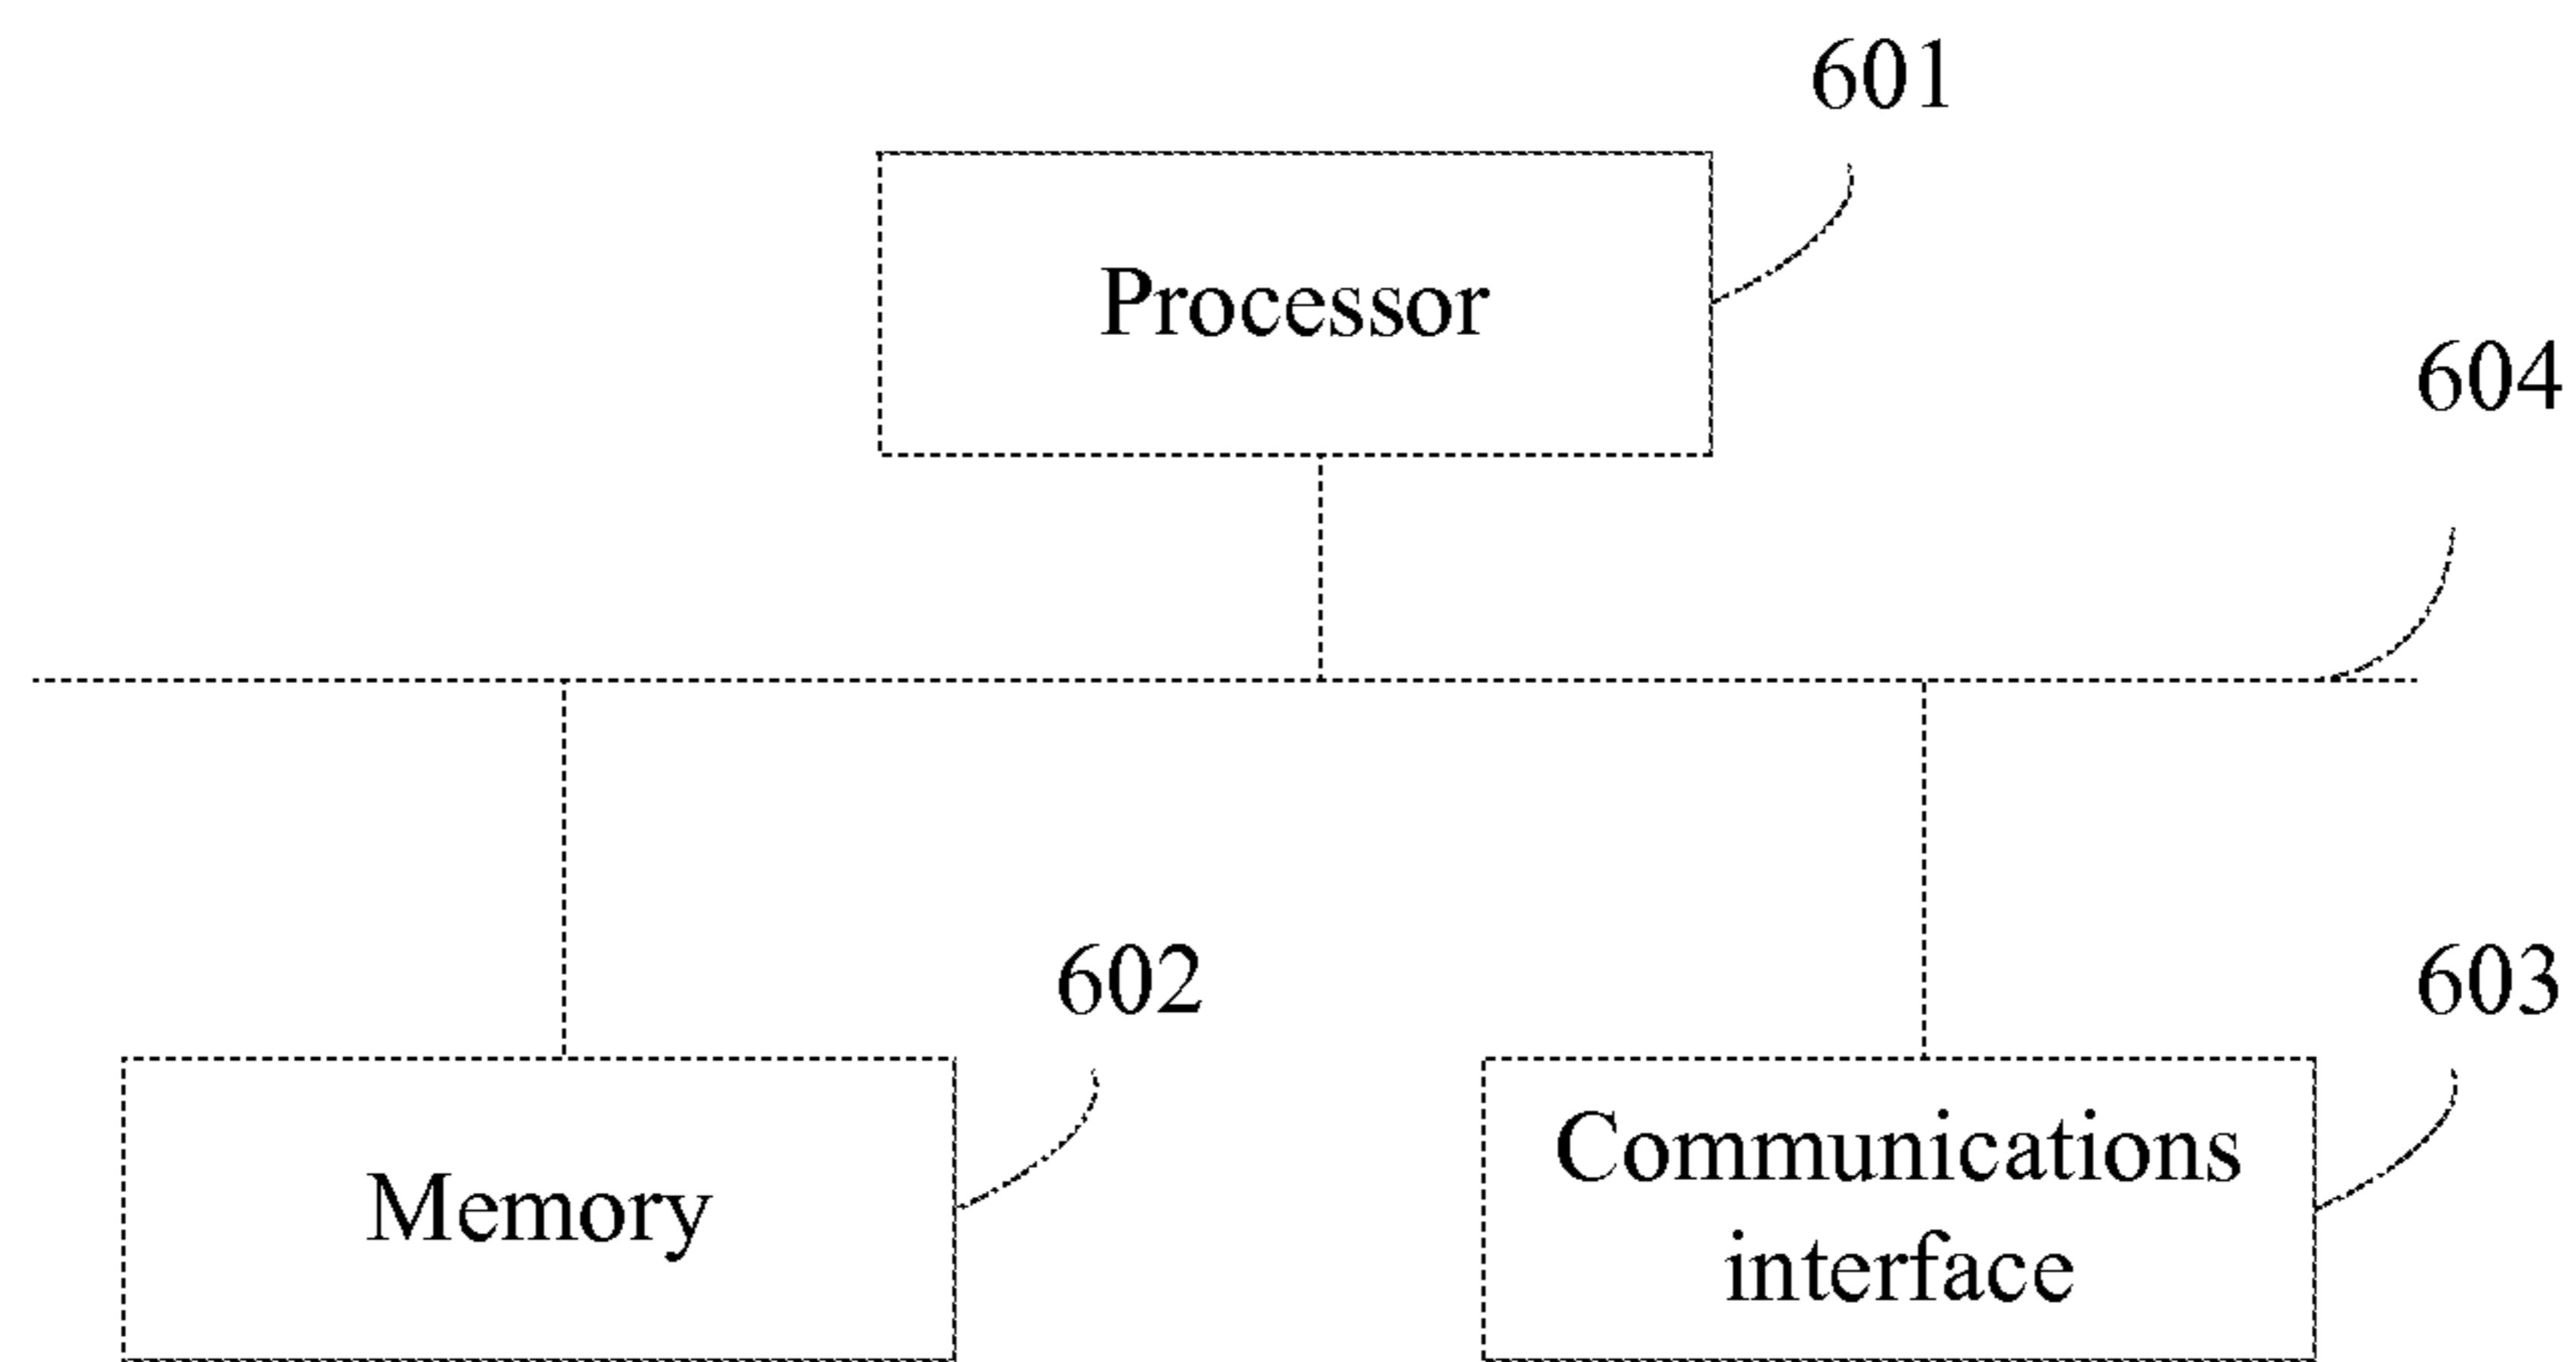 601
Processor
604
602
603
Memory
Communications
interface